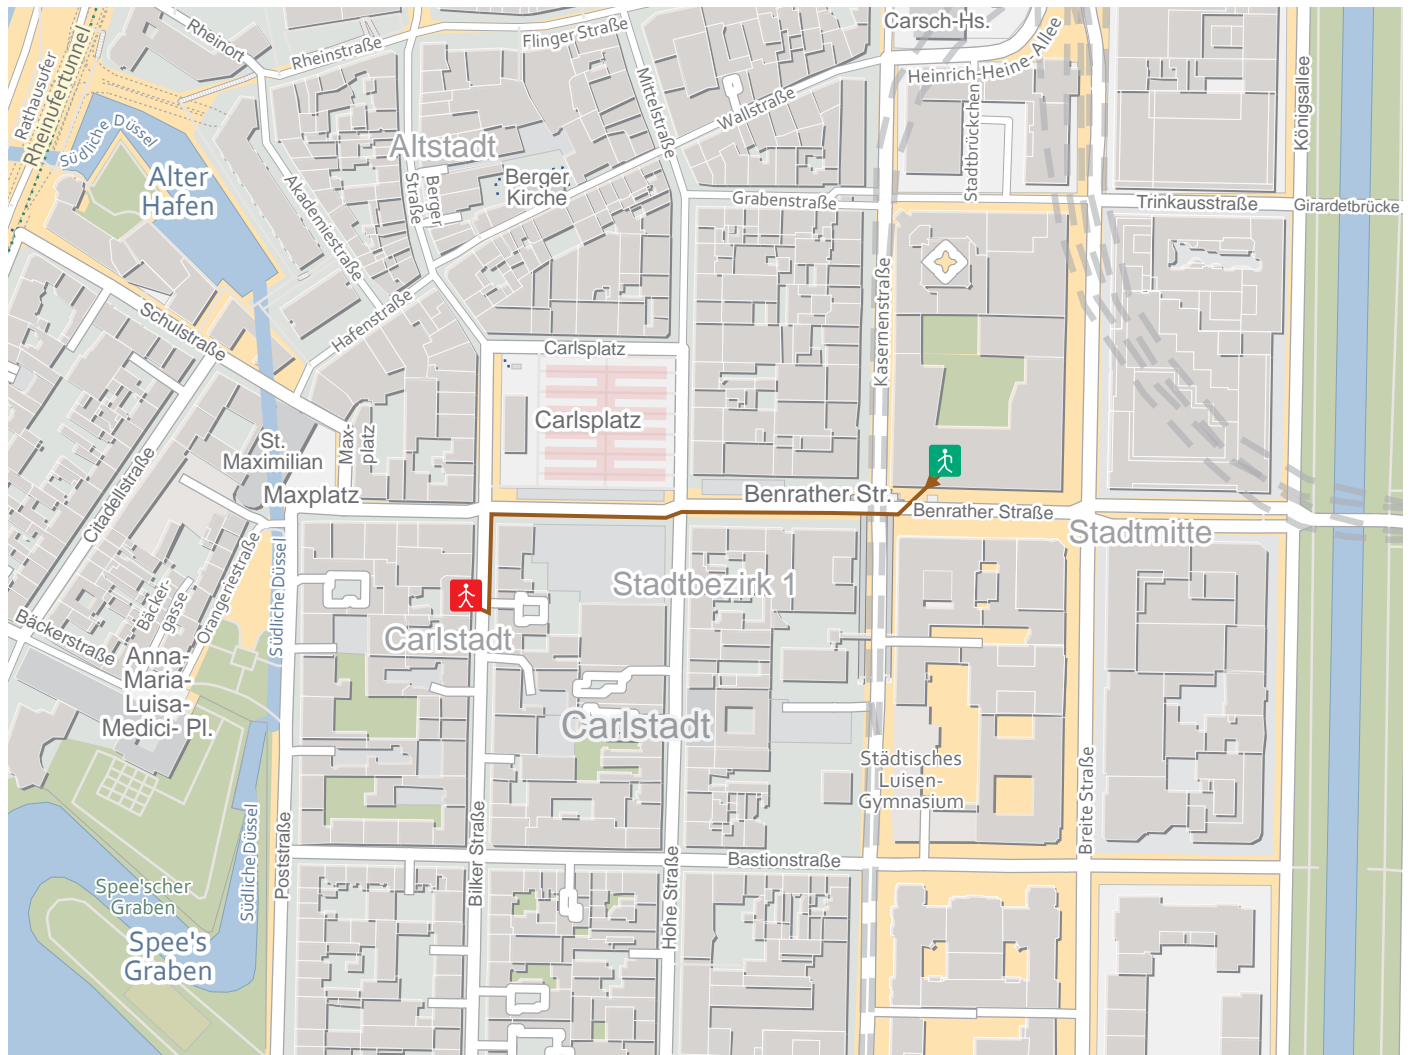 Carsch-Hs.
Rheinort
Rheinstraße
Flinger Straße
Heinrich-Heine-Allee
Rathausufer
Rheinufertunnel
Mittelstraße
Wallstraße
Stadtbrückchen
Königsallee
Südliche Düssel
Altstadt
Alter
Hafen
Akademiestraße
Berger
Straße
Berger
Kirche
Grabenstraße
Trinkausstraße
Girardetbrücke
Schulstraße
Hafenstraße
Carlsplatz
Kasernenstraße
Carlsplatz
Max-
platz
St.
Maximilian
Citadellstraße
Maxplatz
Benrather Str.
Benrather Straße
Stadtmitte
Orangeriestraße
Südliche Düssel
Bäcker-
gasse
Bäckerstraße
Stadtbezirk 1
Carlstadt
Anna-
Maria-
Luisa-
Medici- Pl.
Carlstadt
Städtisches
Luisen-
Gymnasium
Breite Straße
Südliche Düssel
Poststraße
Bilker Straße
Hohe Straße
Bastionstraße
Spee'scher
Graben
Spee's
Graben